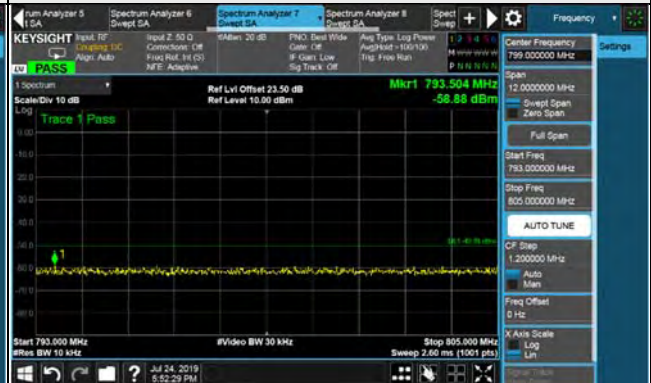 rum Analyzer 5
SA
Spectrum Analyzer 6
Swept SA
Spectrum Analyzer 7
Swept SA
Spectrum Analyzer 8
Swept SA
Spect
Swep
Frequency
KEYSIGHT
Input: RF
Coupling: DC
Align: Auto
Input Z: 50 Ω
Corrections: Off
Freq Ref: Int (S)
NFE: Adaptive
#Atten: 20 dB
PNO: Best Wide
Gate: Off
IF Gain: Low
Sig Track: Off
Avg Type: Log Power
Avg|Hold: >100/100
Trig: Free Run
1 2 3 4 5 6
M W W W W W
P N N N N N
PASS
1 Spectrum
Scale/Div 10 dB
Ref Lvl Offset 23.50 dB
Ref Level 10.00 dBm
Mkr1 793.504 MHz
-56.88 dBm
Log
Trace 1 Pass
1
Start 793.000 MHz
#Res BW 10 kHz
#Video BW 30 kHz
Stop 805.000 MHz
Sweep 2.60 ms (1001 pts)
Center Frequency
799.000000 MHz
Settings
Span
12.0000000 MHz
Swept Span
Zero Span
Full Span
Start Freq
793.000000 MHz
Stop Freq
805.000000 MHz
AUTO TUNE
CF Step
1.200000 MHz
Auto
Man
Freq Offset
0 Hz
X Axis Scale
Log
Lin
Signal Track
Jul 24, 2019
5:52:29 PM